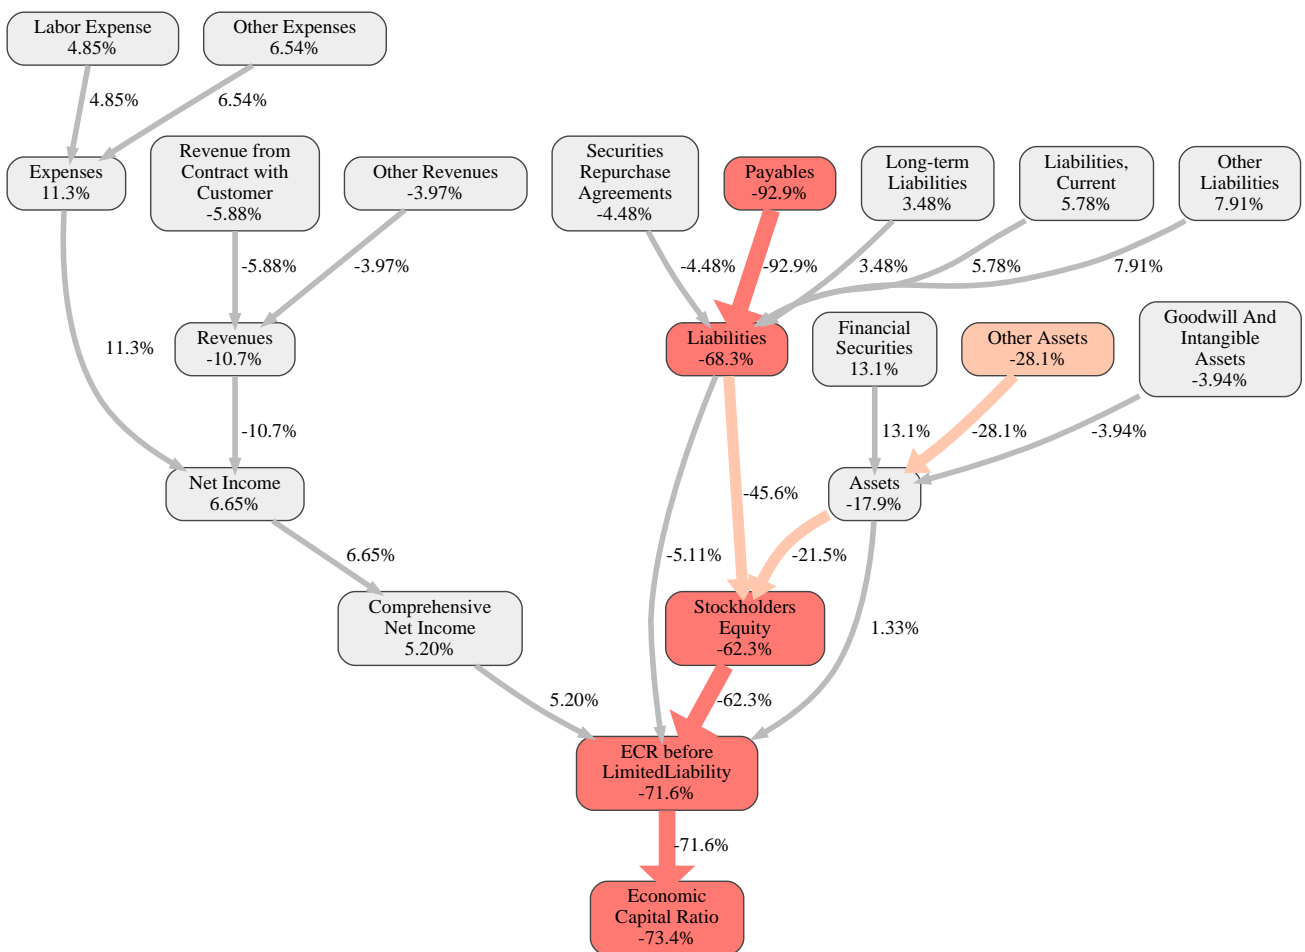 Labor Expense
4.85%
Other Expenses
6.54%
4.85%
6.54%
Expenses
11.3%
Revenue from
Contract with
Customer
-5.88%
Other Revenues
-3.97%
Securities
Repurchase
Agreements
-4.48%
Payables
-92.9%
Long-term
Liabilities
3.48%
Liabilities,
Current
5.78%
Other
Liabilities
7.91%
-5.88%
-3.97%
-4.48%
-92.9%
3.48%
5.78%
7.91%
11.3%
Revenues
-10.7%
Liabilities
-68.3%
Financial
Securities
13.1%
Other Assets
-28.1%
Goodwill And
Intangible
Assets
-3.94%
-10.7%
13.1%
-28.1%
-3.94%
Net Income
6.65%
-45.6%
Assets
-17.9%
6.65%
-5.11%
-21.5%
1.33%
Comprehensive
Net Income
5.20%
Stockholders
Equity
-62.3%
5.20%
-62.3%
ECR before
LimitedLiability
-71.6%
-71.6%
Economic
Capital Ratio
-73.4%